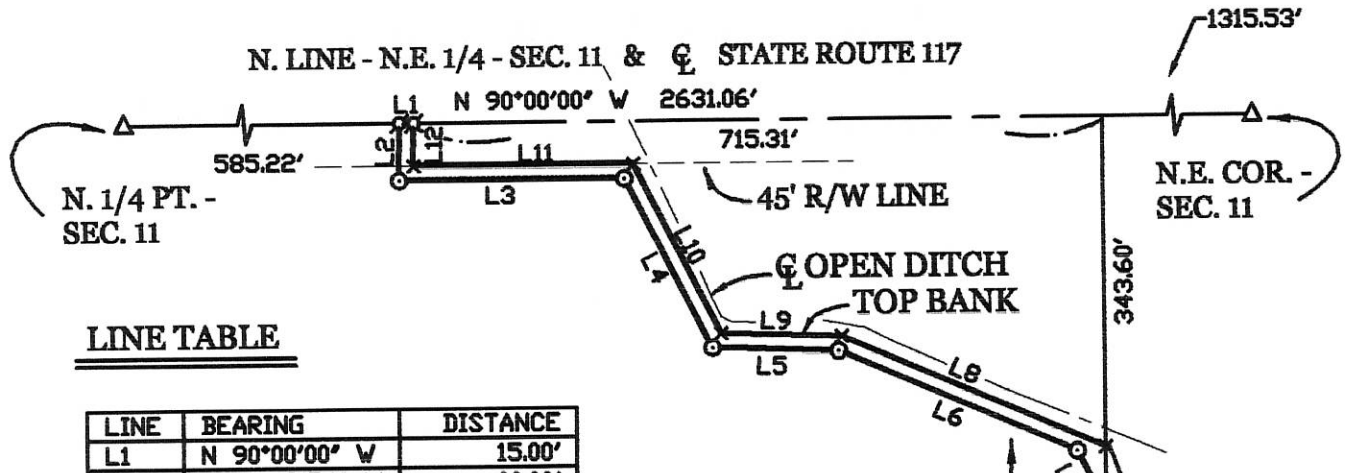 1315.53'
N. LINE - N.E. 1/4 - SEC. 11 & ℄ STATE ROUTE 117
L1 N 90°00'00" W 2631.06'
L2 L12 L11 715.31'
585.22'
L3
45' R/W LINE
N. 1/4 PT. -
SEC. 11
N.E. COR. -
SEC. 11
L10
L4
℄ OPEN DITCH
TOP BANK
343.60'
L9
L5
L8
L6
LINE TABLE
LINE BEARING DISTANCE
L1 N 90°00'00" W 15.00'